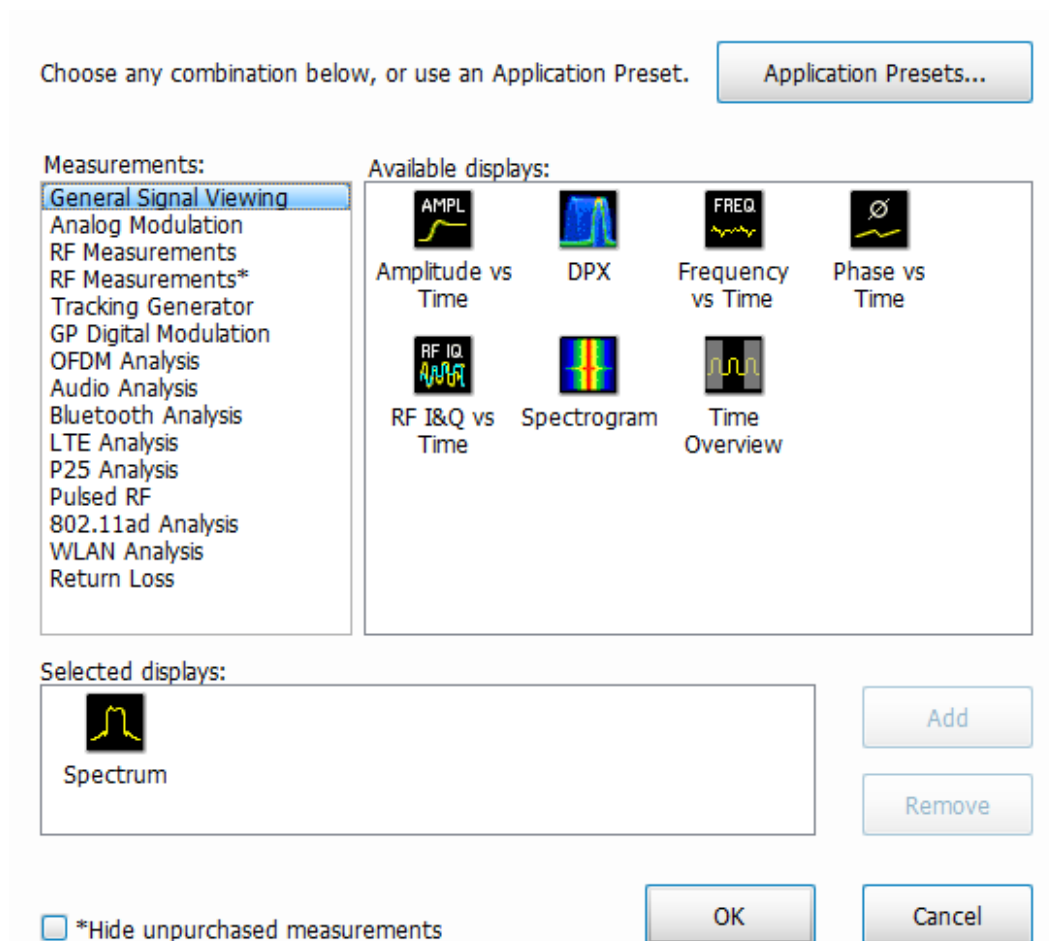 Choose any combination below, or use an Application Preset.
Application Presets...
Measurements:
General Signal Viewing
Analog Modulation
RF Measurements
RF Measurements*
Tracking Generator
GP Digital Modulation
OFDM Analysis
Audio Analysis
Bluetooth Analysis
LTE Analysis
P25 Analysis
Pulsed RF
802.11ad Analysis
WLAN Analysis
Return Loss
Available displays:
AMPL
Amplitude vs
Time
DPX
FREQ
Frequency
vs Time
Ø
Phase vs
Time
RF IQ
RF I&Q vs
Time
Spectrogram
Time
Overview
Selected displays:
Spectrum
Add
Remove
*Hide unpurchased measurements
OK
Cancel